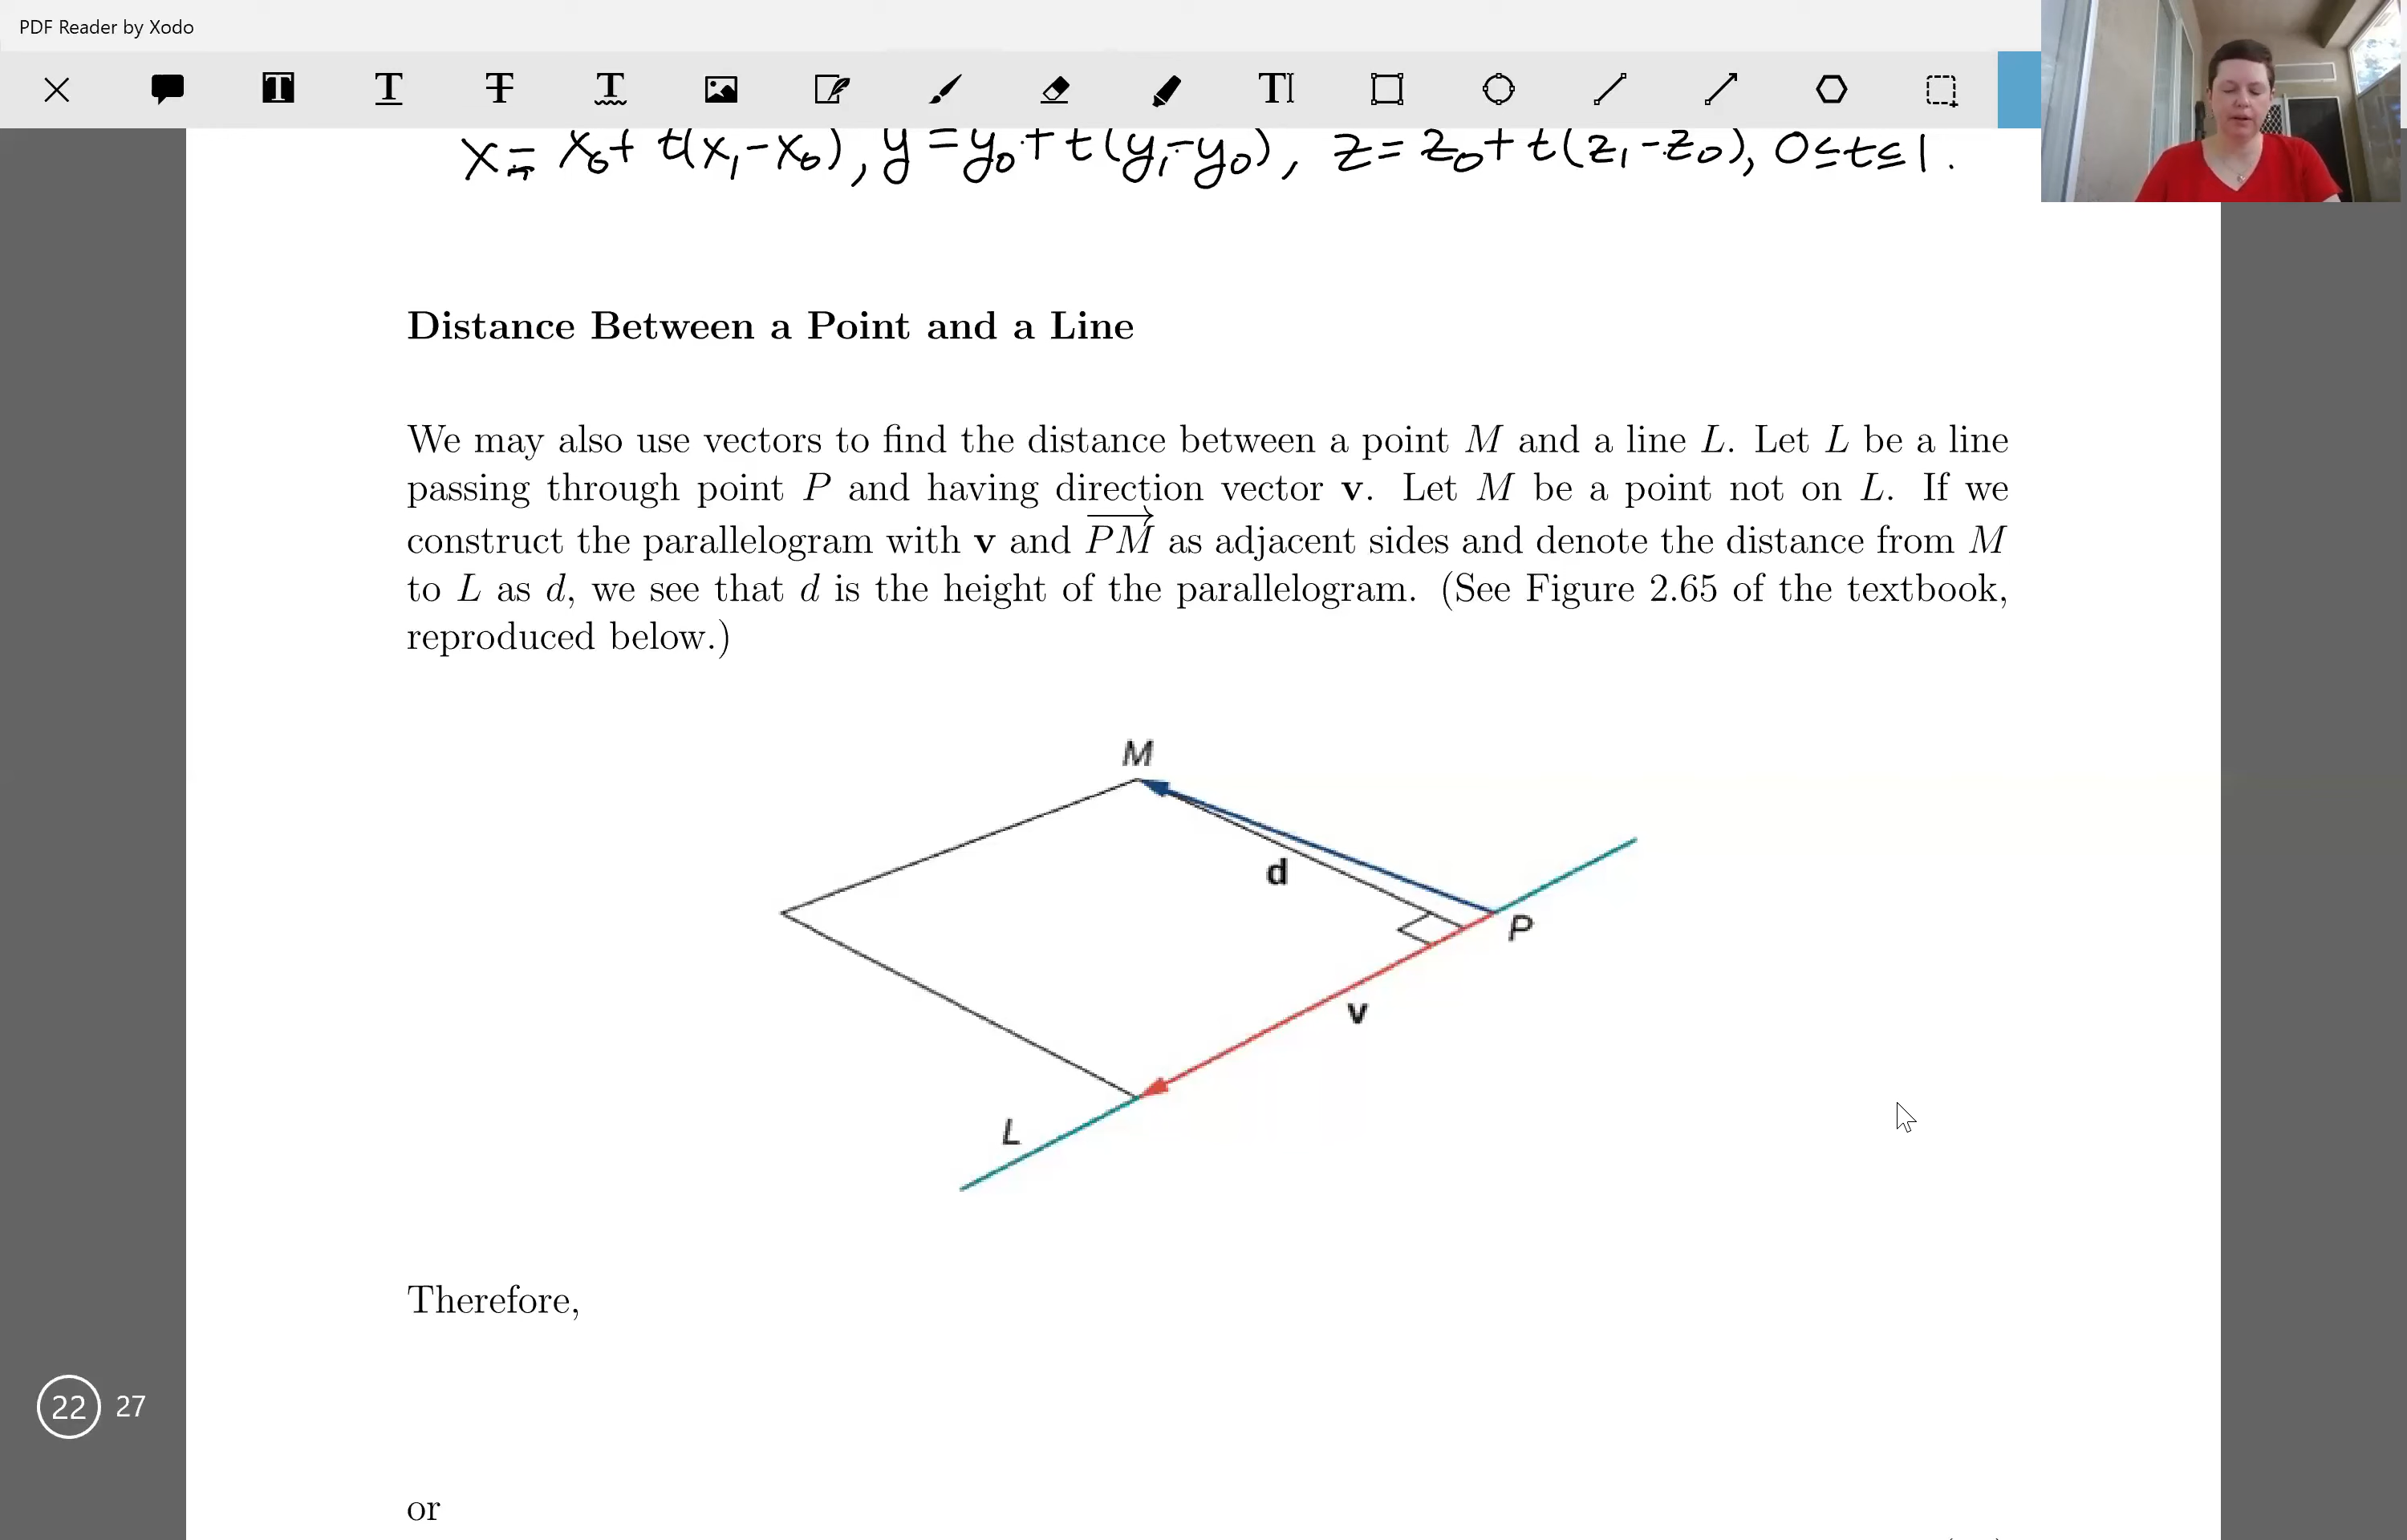 PDF Reader by Xodo
x = x₀ + t(x₁ - x₀), y = y₀ + t(y₁ - y₀), z = z₀ + t(z₁ - z₀), 0 ≤ t ≤ 1.
Distance Between a Point and a Line
We may also use vectors to find the distance between a point M and a line L. Let L be a line
passing through point P and having direction vector v. Let M be a point not on L. If we
construct the parallelogram with v and \overrightarrow{PM} as adjacent sides and denote the distance from M
to L as d, we see that d is the height of the parallelogram. (See Figure 2.65 of the textbook,
reproduced below.)
M
d
P
v
L
Therefore,
22 27
or